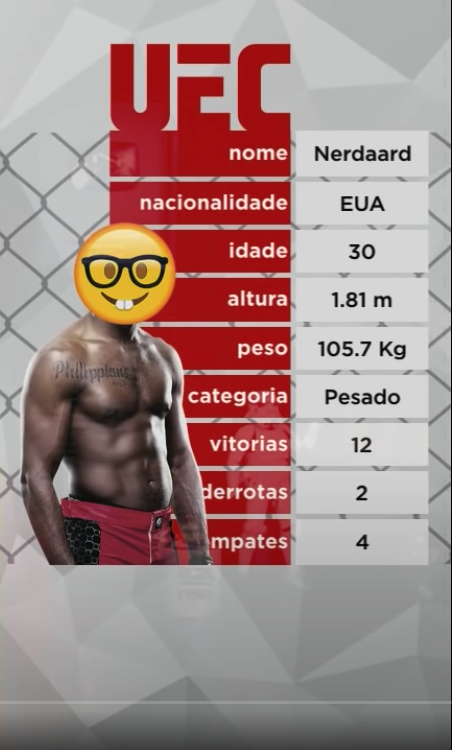 UFC
nome Nerdaard
nacionalidade EUA
idade 30
altura 1.81 m
peso 105.7 Kg
categoria Pesado
vitorias 12
derrotas 2
mpates 4
Philippians